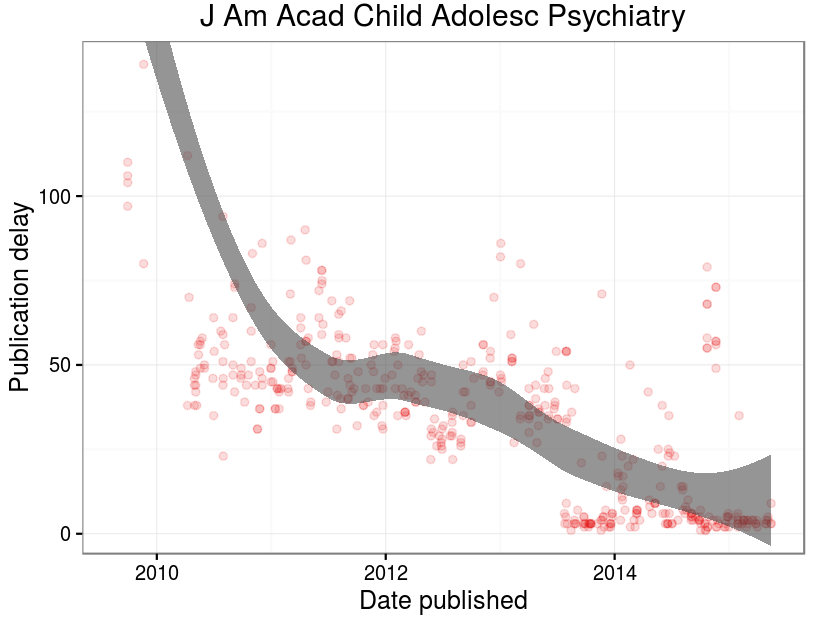 J Am Acad Child Adolesc Psychiatry
Publication delay
100
50
0
2010 2012 2014
Date published